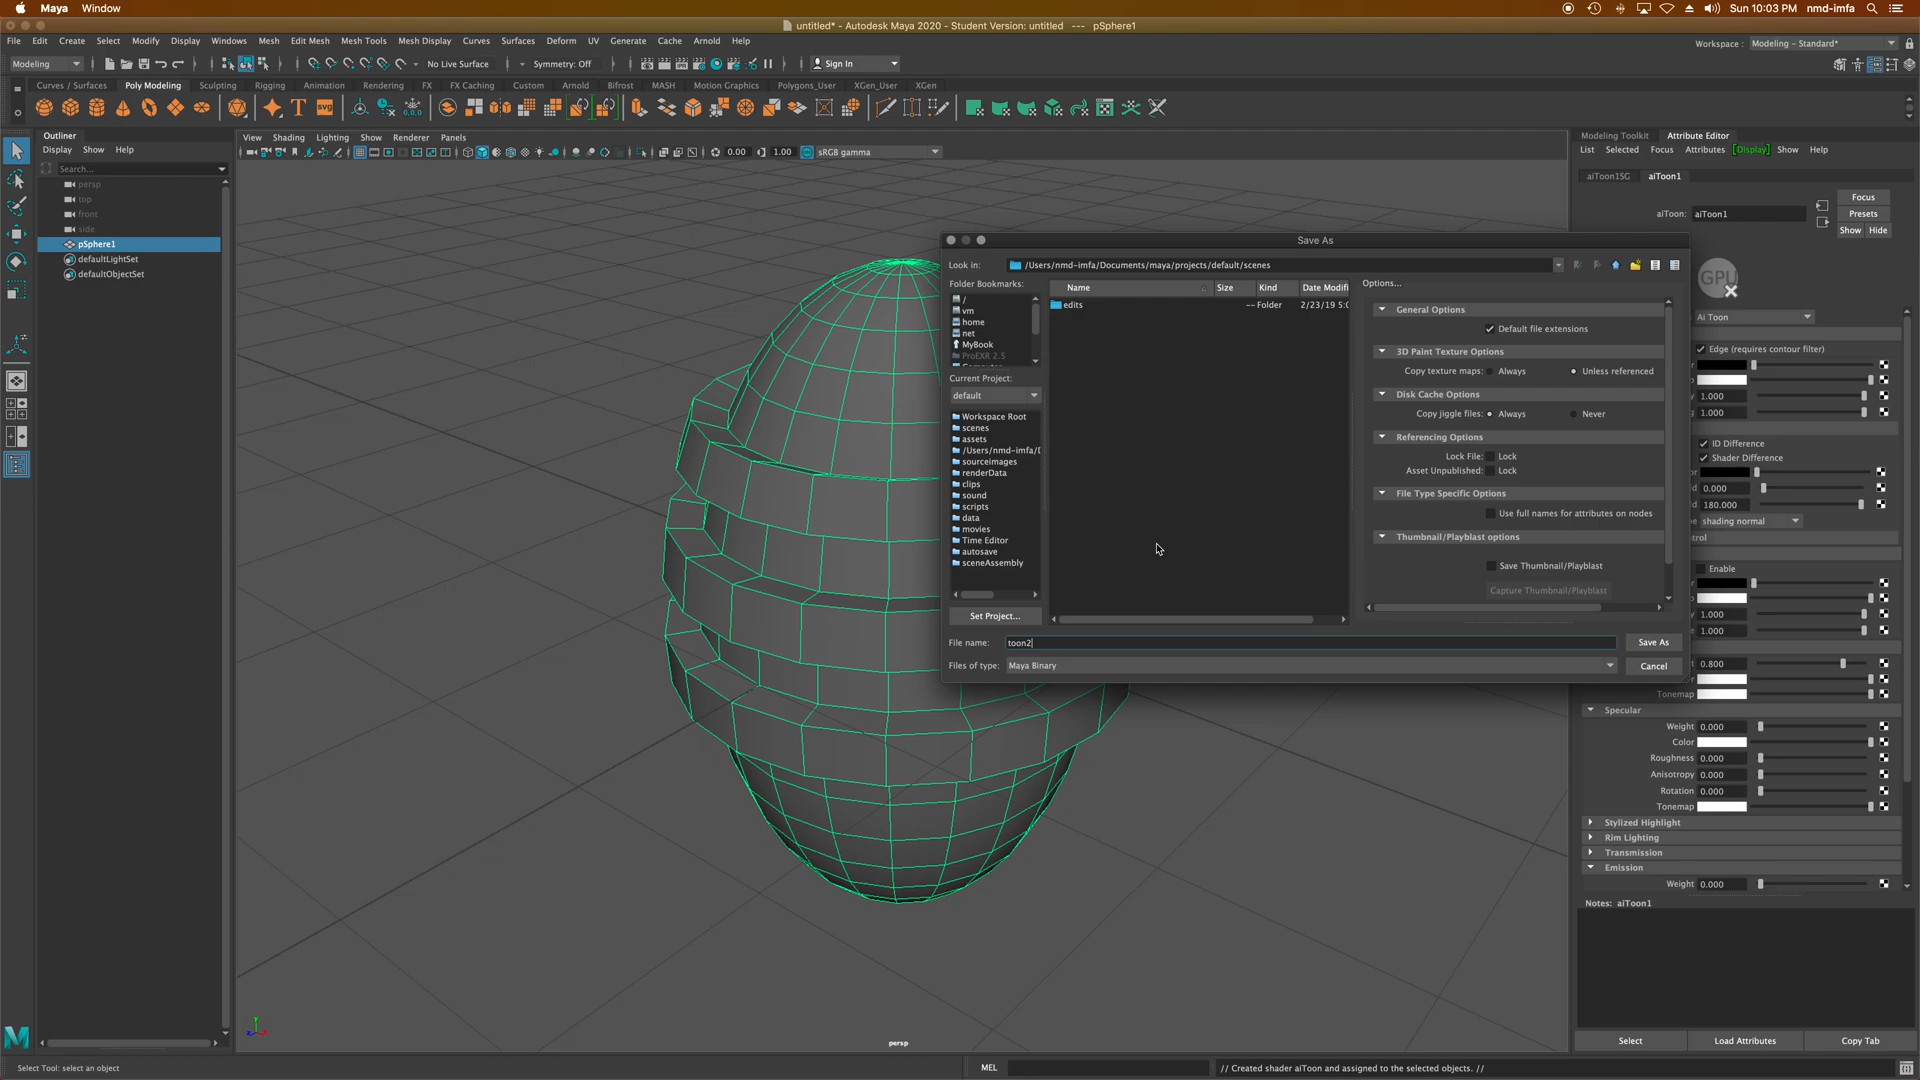 Maya Window
Sun 10:03 PM nmd-imfa
untitled* - Autodesk Maya 2020 - Student Version: untitled --- pSphere1
File Edit Create Select Modify Display Windows Mesh Edit Mesh Mesh Tools Mesh Display Curves Surfaces Deform UV Generate Cache Arnold Help
Workspace : Modeling - Standard*
Modeling
No Live Surface
Symmetry: Off
Sign In
Curves / Surfaces Poly Modeling Sculpting Rigging Animation Rendering FX FX Caching Custom Arnold Bifrost MASH Motion Graphics Polygons_User XGen_User XGen
Outliner
Display Show Help
Search...
persp
top
front
side
pSphere1
defaultLightSet
defaultObjectSet
View Shading Lighting Show Renderer Panels
0.00
1.00
sRGB gamma
Save As
Look in: /Users/nmd-imfa/Documents/maya/projects/default/scenes
Folder Bookmarks:
/
vm
home
net
MyBook
ProEXR 2.5
Current Project:
default
Workspace Root
scenes
assets
/Users/nmd-imfa/D
sourceimages
renderData
clips
sound
scripts
data
movies
Time Editor
autosave
sceneAssembly
Set Project...
Name Size Kind Date Modifi
edits -- Folder 2/23/19 5:0
Options...
General Options
Default file extensions
3D Paint Texture Options
Copy texture maps: Always Unless referenced
Disk Cache Options
Copy jiggle files: Always Never
Referencing Options
Lock File: Lock
Asset Unpublished: Lock
File Type Specific Options
Use full names for attributes on nodes
Thumbnail/Playblast options
Save Thumbnail/Playblast
Capture Thumbnail/Playblast
File name: toon2
Save As
Files of type: Maya Binary
Cancel
Modeling Toolkit Attribute Editor
List Selected Focus Attributes [Display] Show Help
aiToon1SG aiToon1
aiToon: aiToon1
Focus
Presets
Show Hide
GPU
Ai Toon
Edge (requires contour filter)
1.000
1.000
ID Difference
Shader Difference
0.000
180.000
shading normal
Enable
1.000
1.000
0.800
Tonemap
Specular
Weight 0.000
Color
Roughness 0.000
Anisotropy 0.000
Rotation 0.000
Tonemap
Stylized Highlight
Rim Lighting
Transmission
Emission
Weight 0.000
Notes: aiToon1
Select Load Attributes Copy Tab
persp
Select Tool: select an object
MEL
// Created shader aiToon and assigned to the selected objects. //